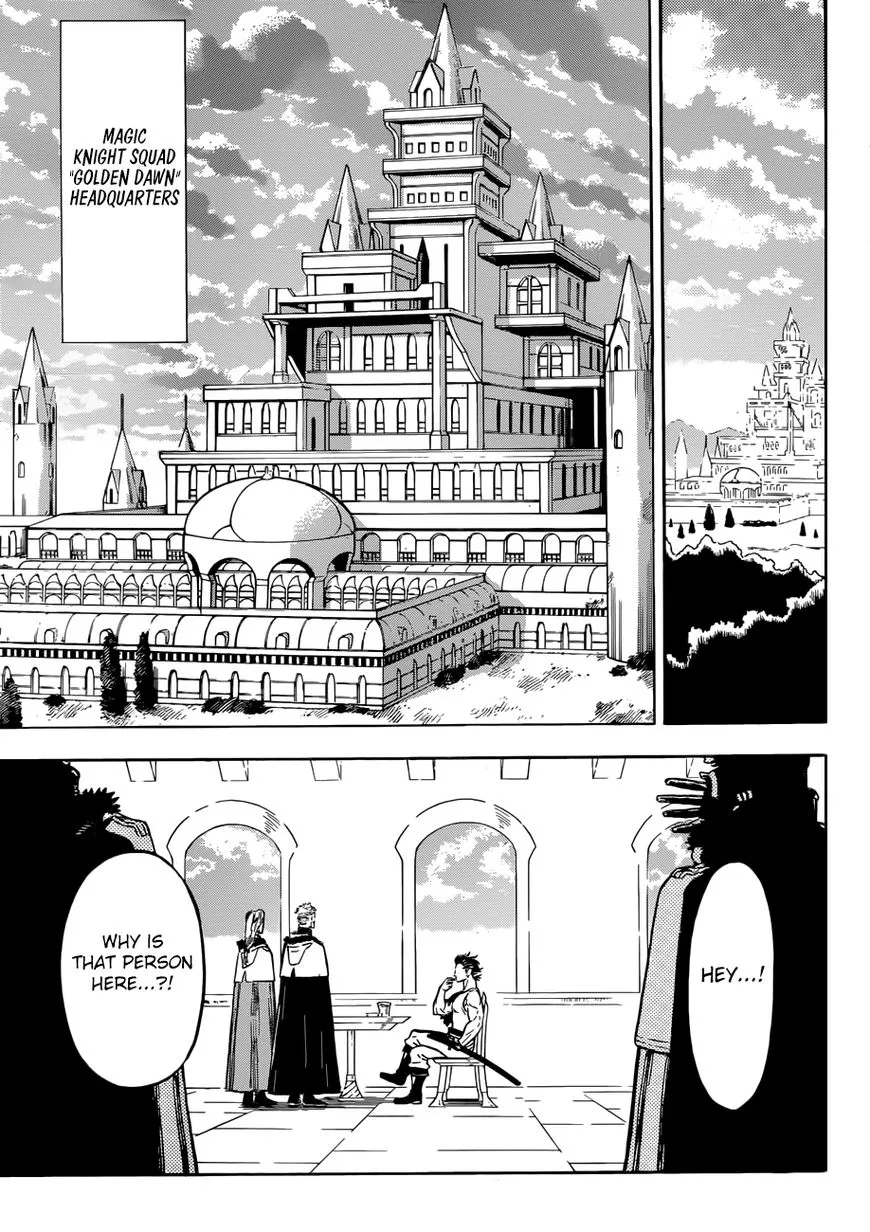 MAGIC
KNIGHT SQUAD
"GOLDEN DAWN"
HEADQUARTERS
HEY...!
WHY IS
THAT PERSON
HERE...?!